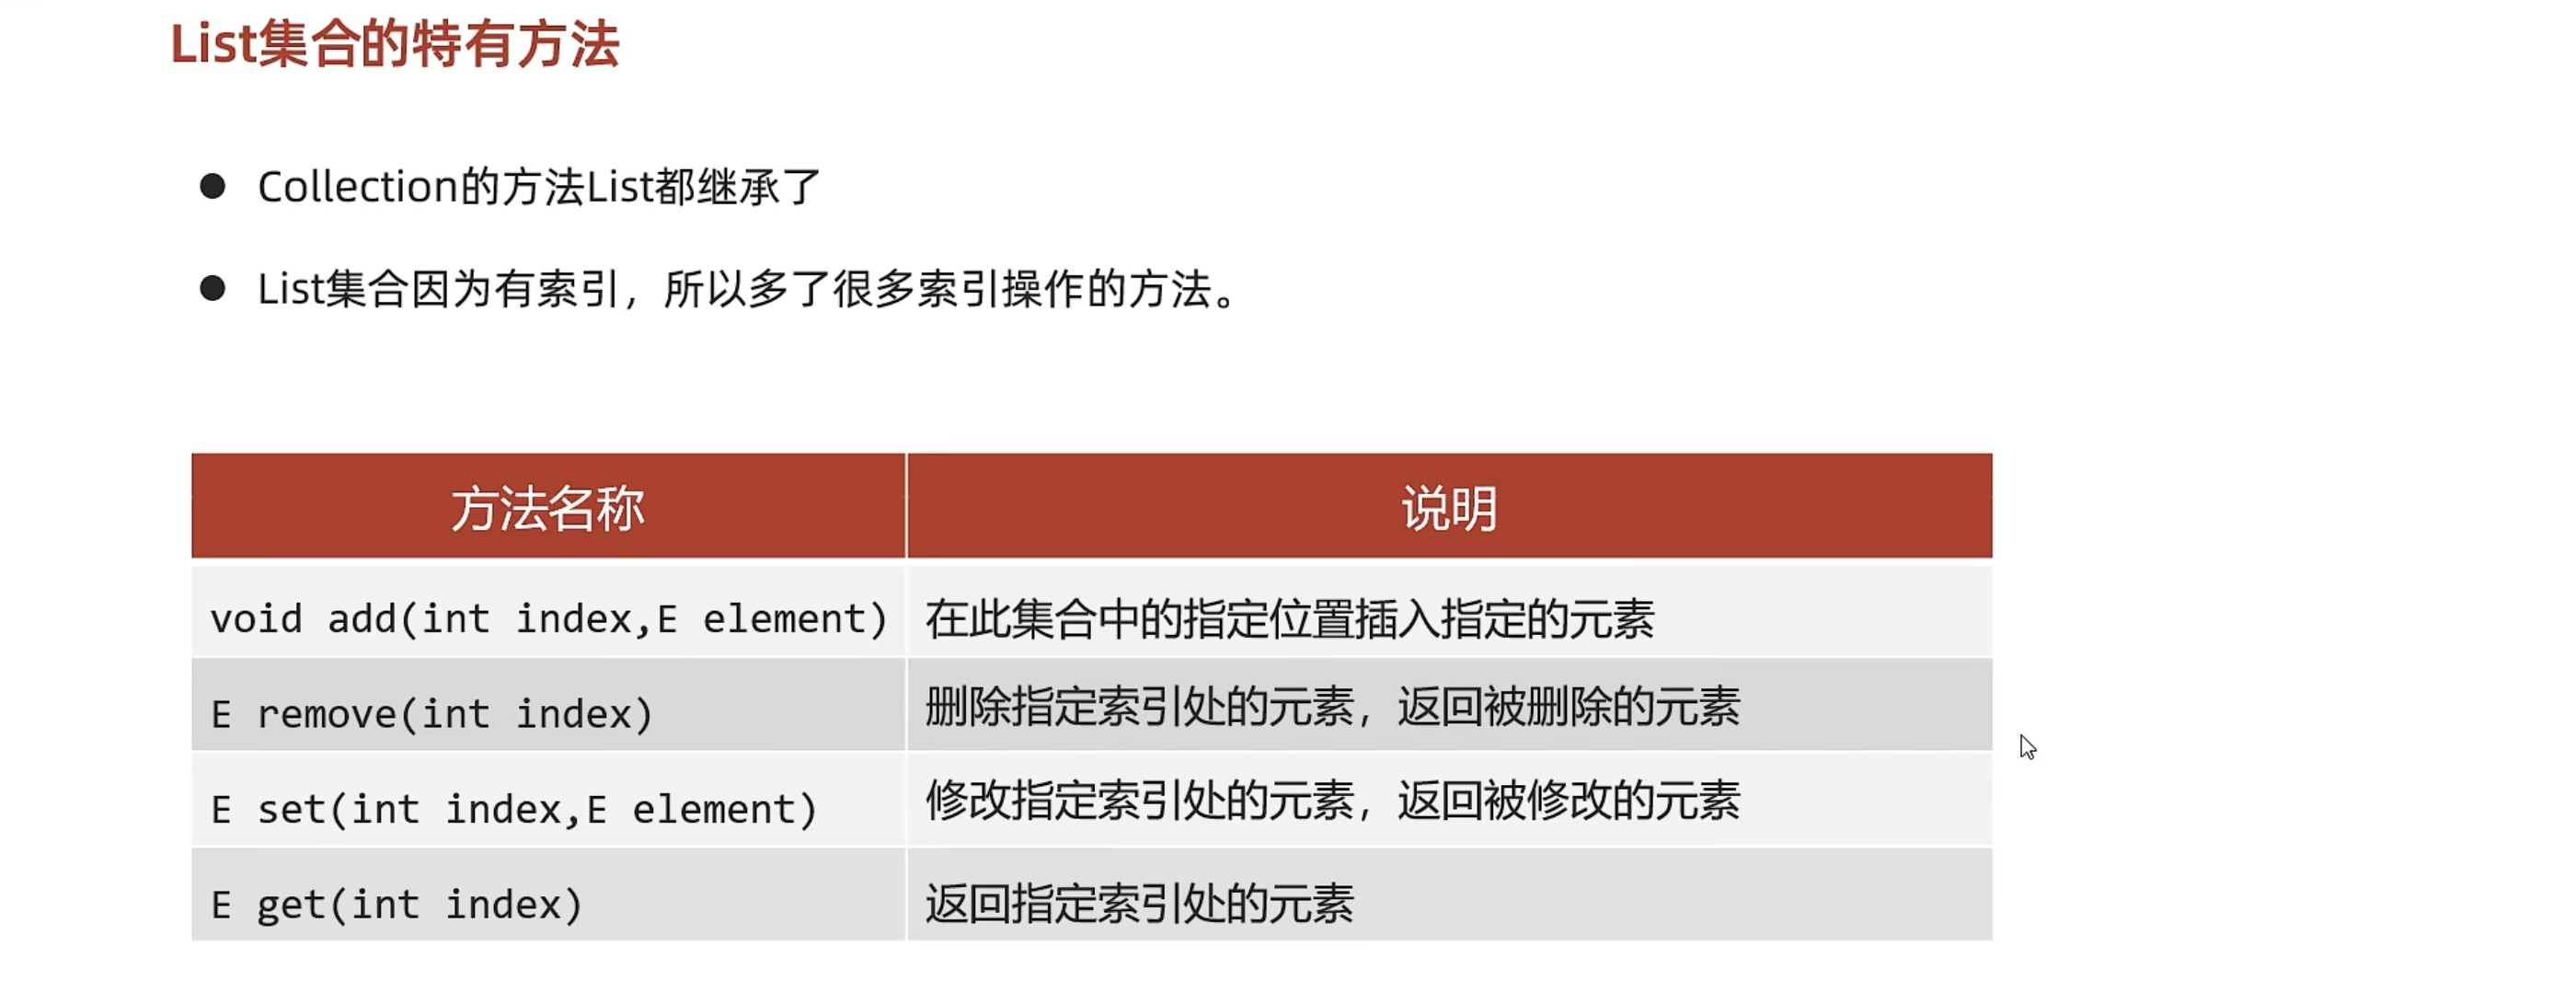 List集合的特有方法
Collection的方法List都继承了
List集合因为有索引，所以多了很多索引操作的方法。
方法名称 说明
void add(int index,E element) 在此集合中的指定位置插入指定的元素
E remove(int index) 删除指定索引处的元素，返回被删除的元素
E set(int index,E element) 修改指定索引处的元素，返回被修改的元素
E get(int index) 返回指定索引处的元素